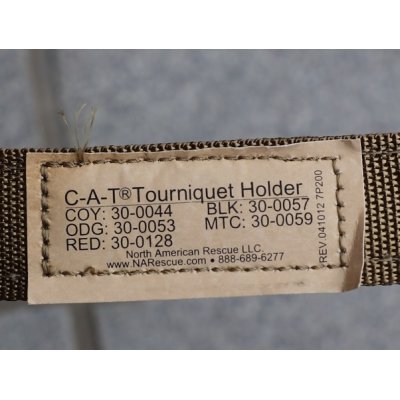 C-A-T® Tourniquet Holder
COY: 30-0044 BLK: 30-0057
ODG: 30-0053 MTC: 30-0059
RED: 30-0128
North American Rescue LLC.
www.NARescue.com • 888-689-6277
REV.041012 7P200